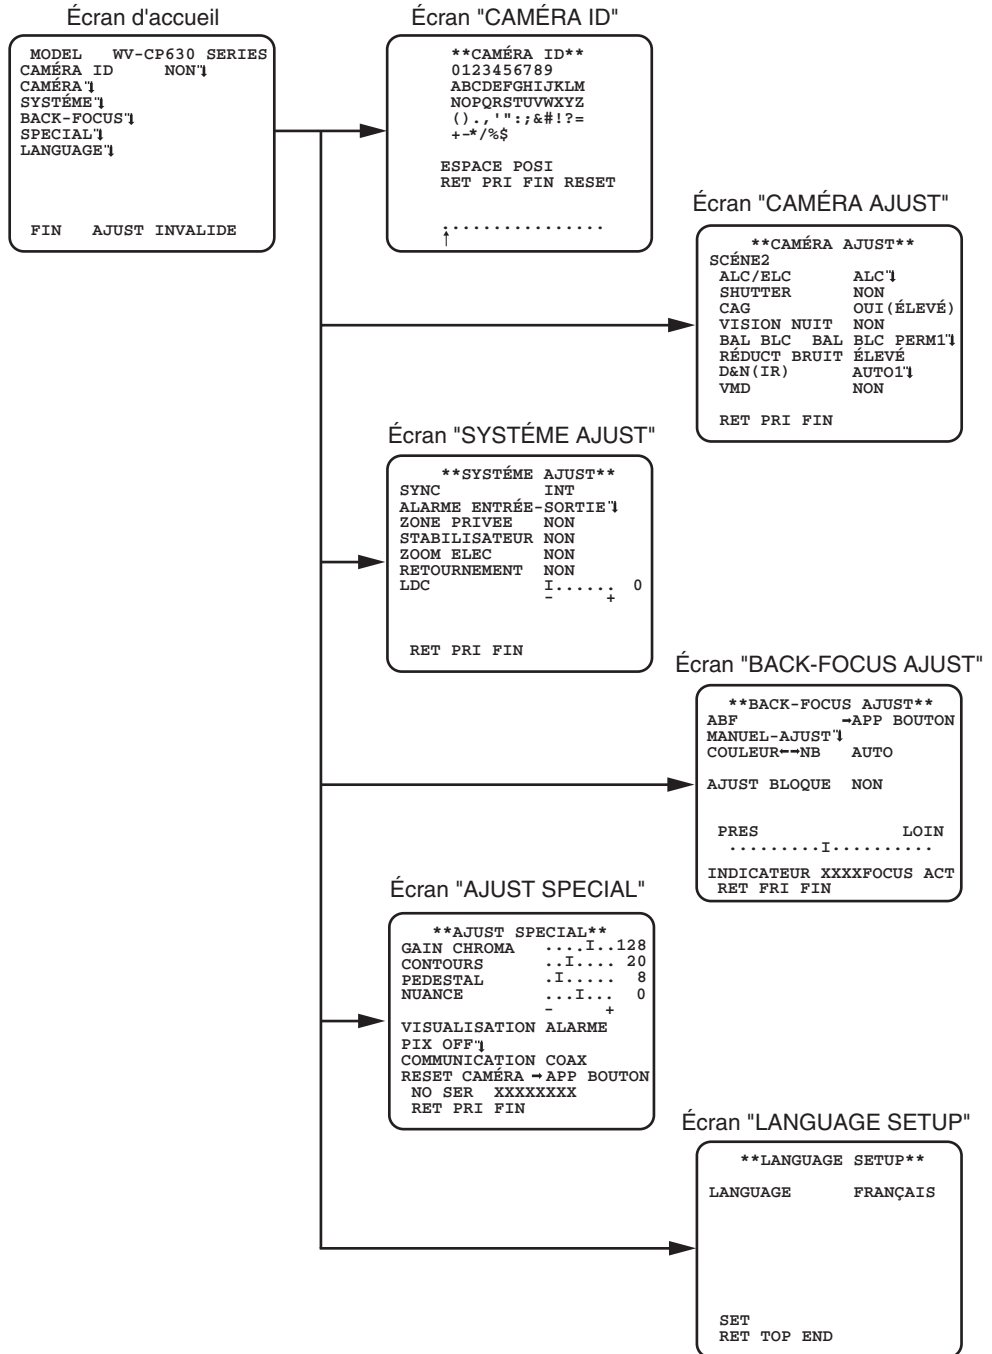 Écran d'accueil
MODEL WV-CP630 SERIES
CAMÉRA ID NON
CAMÉRA
SYSTÉME
BACK-FOCUS
SPECIAL
LANGUAGE
FIN AJUST INVALIDE
Écran "CAMÉRA ID"
**CAMÉRA ID**
0123456789
ABCDEFGHIJKLM
NOPQRSTUVWXYZ
().,'":;&#!?=
+-*/%$
ESPACE POSI
RET PRI FIN RESET
................
↑
Écran "CAMÉRA AJUST"
**CAMÉRA AJUST**
SCÉNE2
ALC/ELC ALC
SHUTTER NON
CAG OUI(ÉLEVÉ)
VISION NUIT NON
BAL BLC BAL BLC PERM1
RÉDUCT BRUIT ÉLEVÉ
D&N(IR) AUTO1
VMD NON
RET PRI FIN
Écran "SYSTÉME AJUST"
**SYSTÉME AJUST**
SYNC INT
ALARME ENTRÉE-SORTIE
ZONE PRIVEE NON
STABILISATEUR NON
ZOOM ELEC NON
RETOURNEMENT NON
LDC I...... 0
- +
RET PRI FIN
Écran "BACK-FOCUS AJUST"
**BACK-FOCUS AJUST**
ABF →APP BOUTON
MANUEL-AJUST
COULEUR←→NB AUTO
AJUST BLOQUE NON
PRES LOIN
.........I..........
INDICATEUR XXXXFOCUS ACT
RET FRI FIN
Écran "AJUST SPECIAL"
**AJUST SPECIAL**
GAIN CHROMA ....I..128
CONTOURS ..I.... 20
PEDESTAL .I..... 8
NUANCE ...I... 0
- +
VISUALISATION ALARME
PIX OFF
COMMUNICATION COAX
RESET CAMÉRA →APP BOUTON
NO SER XXXXXXXX
RET PRI FIN
Écran "LANGUAGE SETUP"
**LANGUAGE SETUP**
LANGUAGE FRANÇAIS
SET
RET TOP END